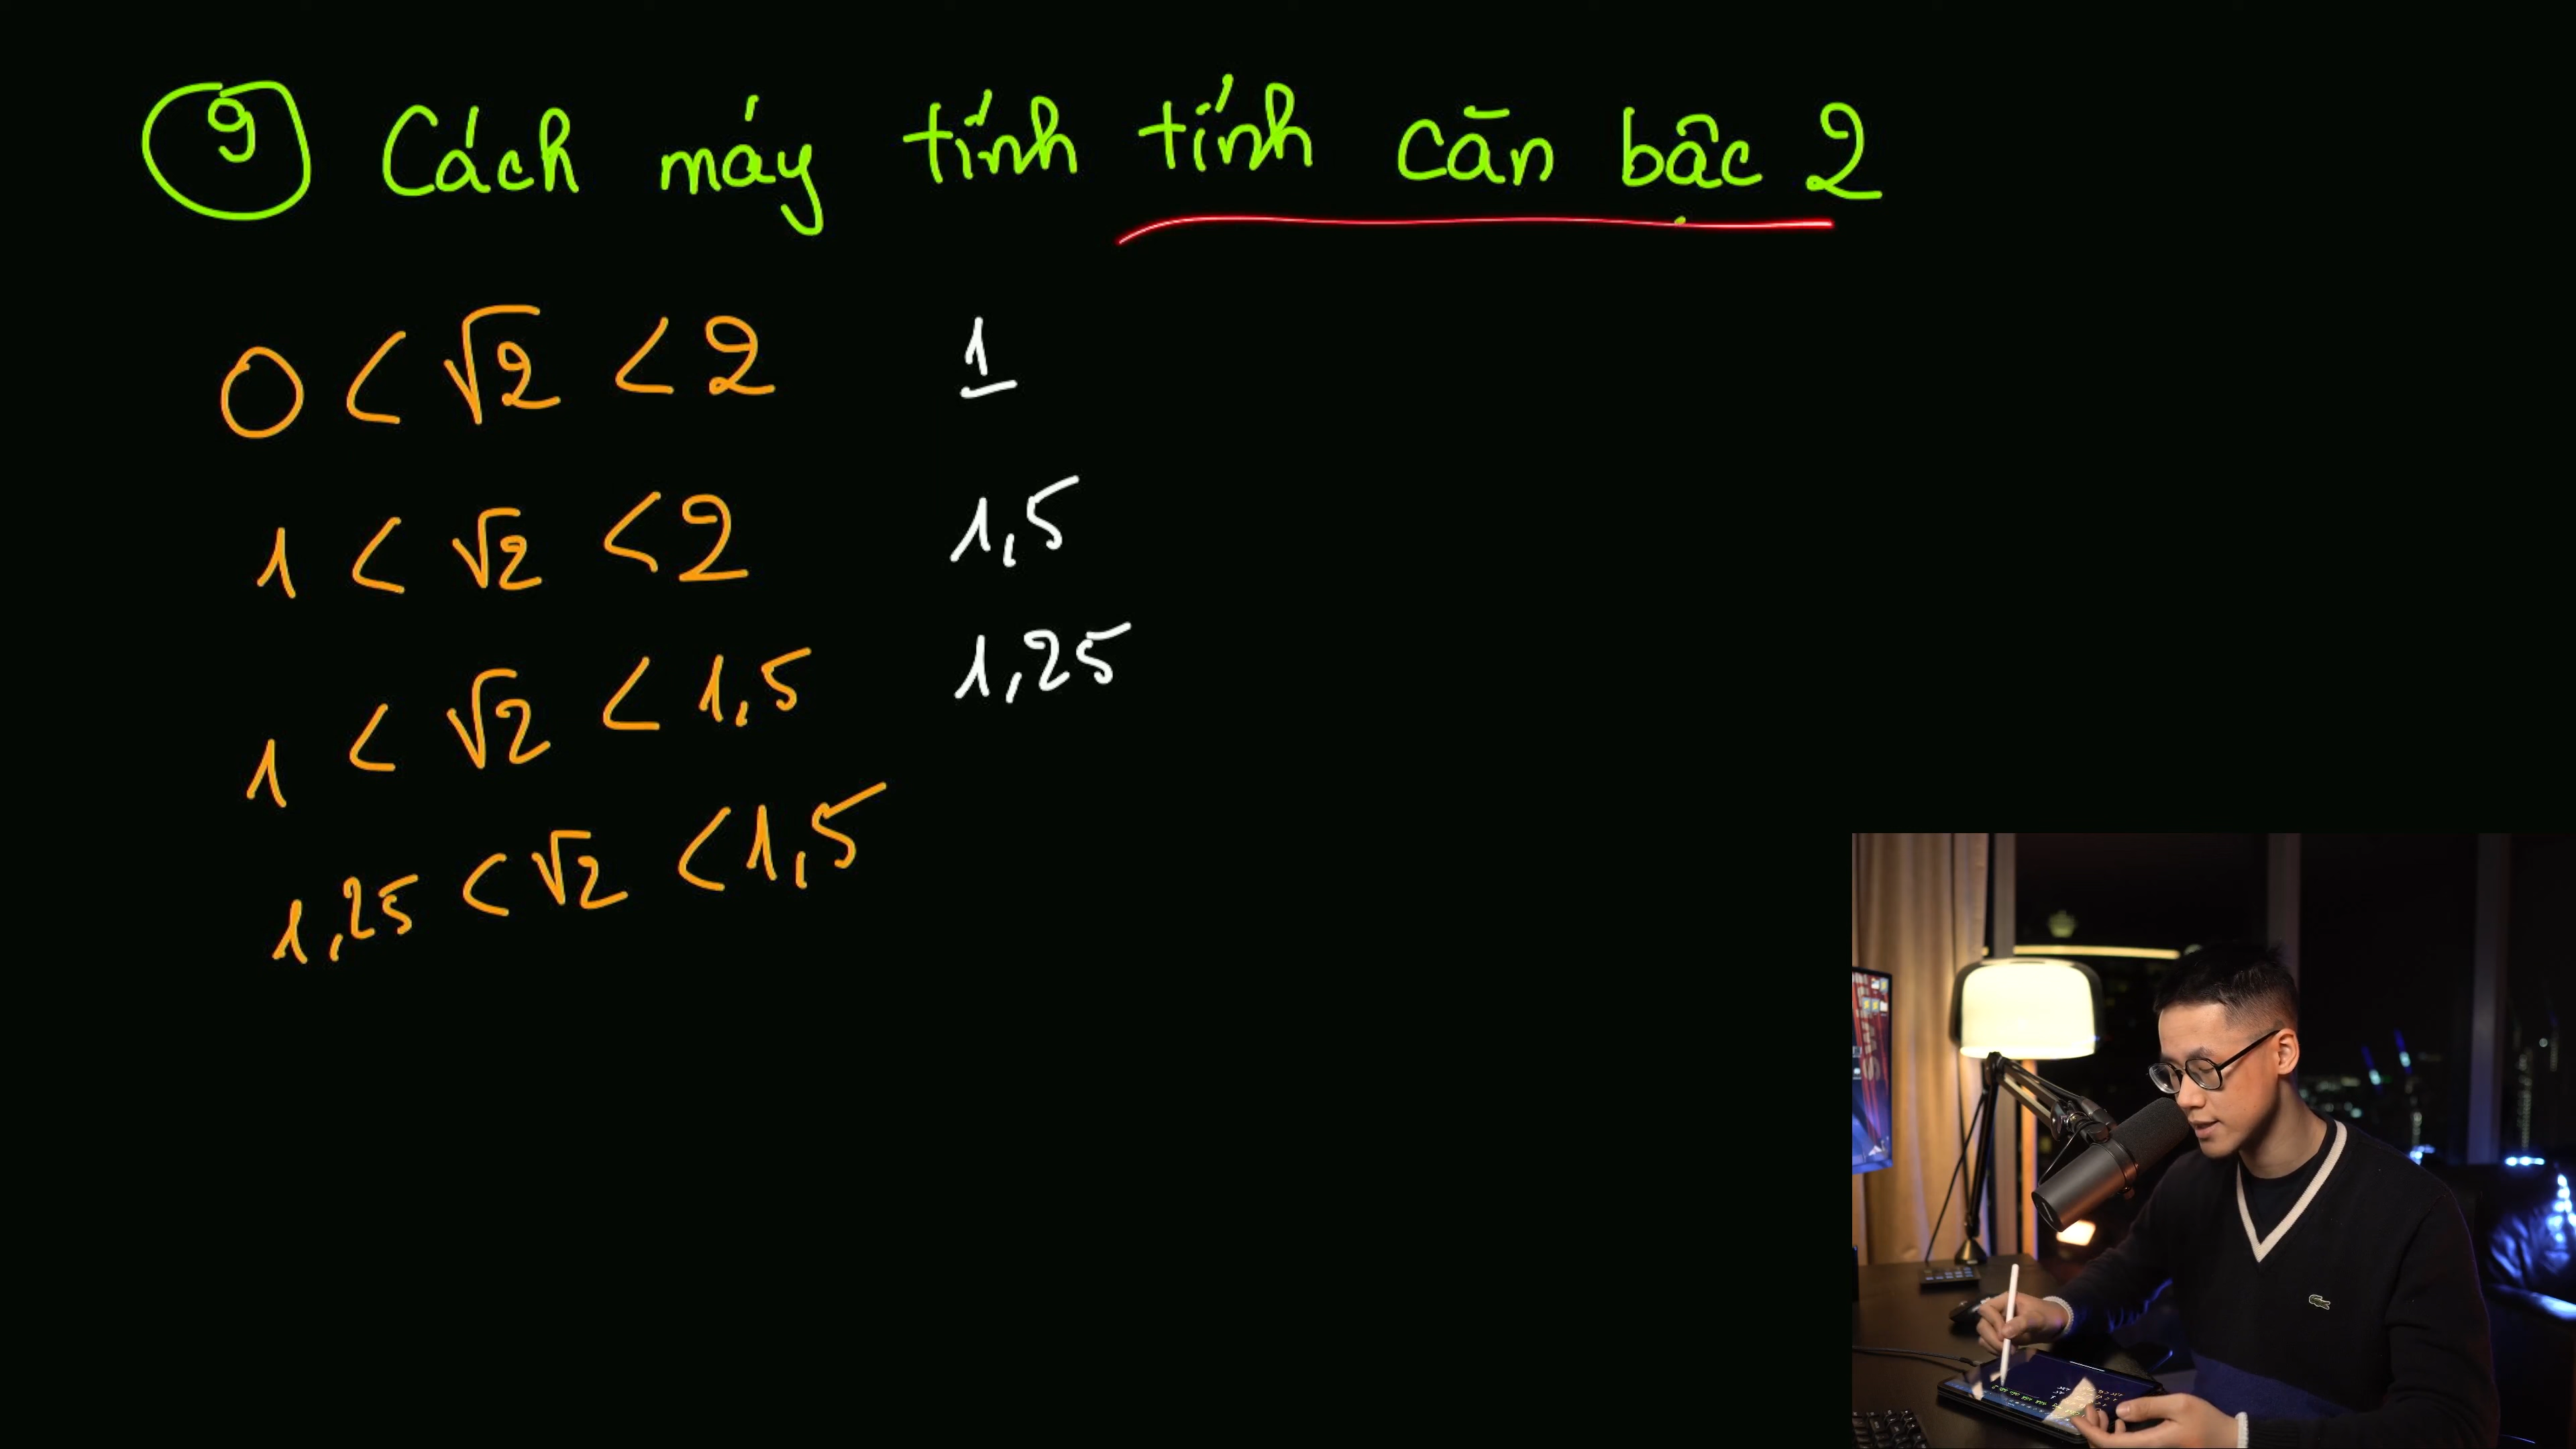 9 Cách máy tính tính căn bậc 2
0 < √2 < 2 1
1 < √2 < 2 1,5
1 < √2 < 1,5 1,25
1,25 < √2 < 1,5